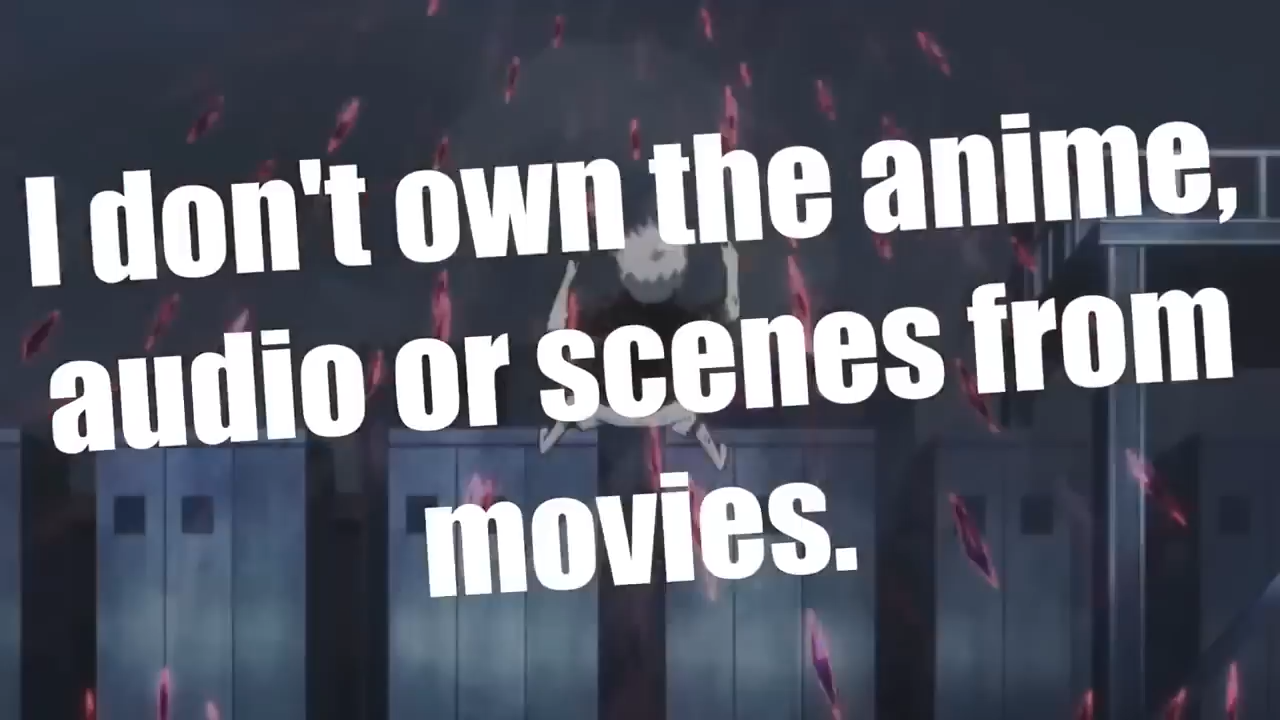 I don't own the anime,
audio or scenes from
movies.